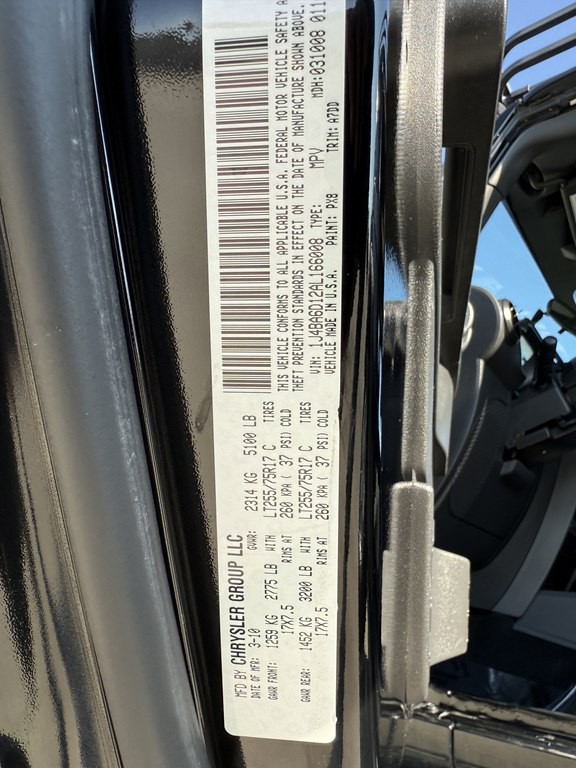 MFD BY CHRYSLER GROUP LLC
DATE OF MFR: 3-10 GVWR: 2314 KG 5100 LB
GAWR FRONT: 1259 KG 2775 LB WITH LT255/75R17 C TIRES
17X7.5 RIMS AT 260 KPA ( 37 PSI) COLD
GAWR REAR: 1452 KG 3200 LB WITH LT255/75R17 C TIRES
17X7.5 RIMS AT 260 KPA ( 37 PSI) COLD
THIS VEHICLE CONFORMS TO ALL APPLICABLE U.S.A. FEDERAL MOTOR VEHICLE SAFETY A
THEFT PREVENTION STANDARDS IN EFFECT ON THE DATE OF MANUFACTURE SHOWN ABOVE.
VIN: 1J4BA6D12AL166008 TYPE: MPV MDH:031008 011
VEHICLE MADE IN U.S.A. PAINT: PX8 TRIM: A7DD